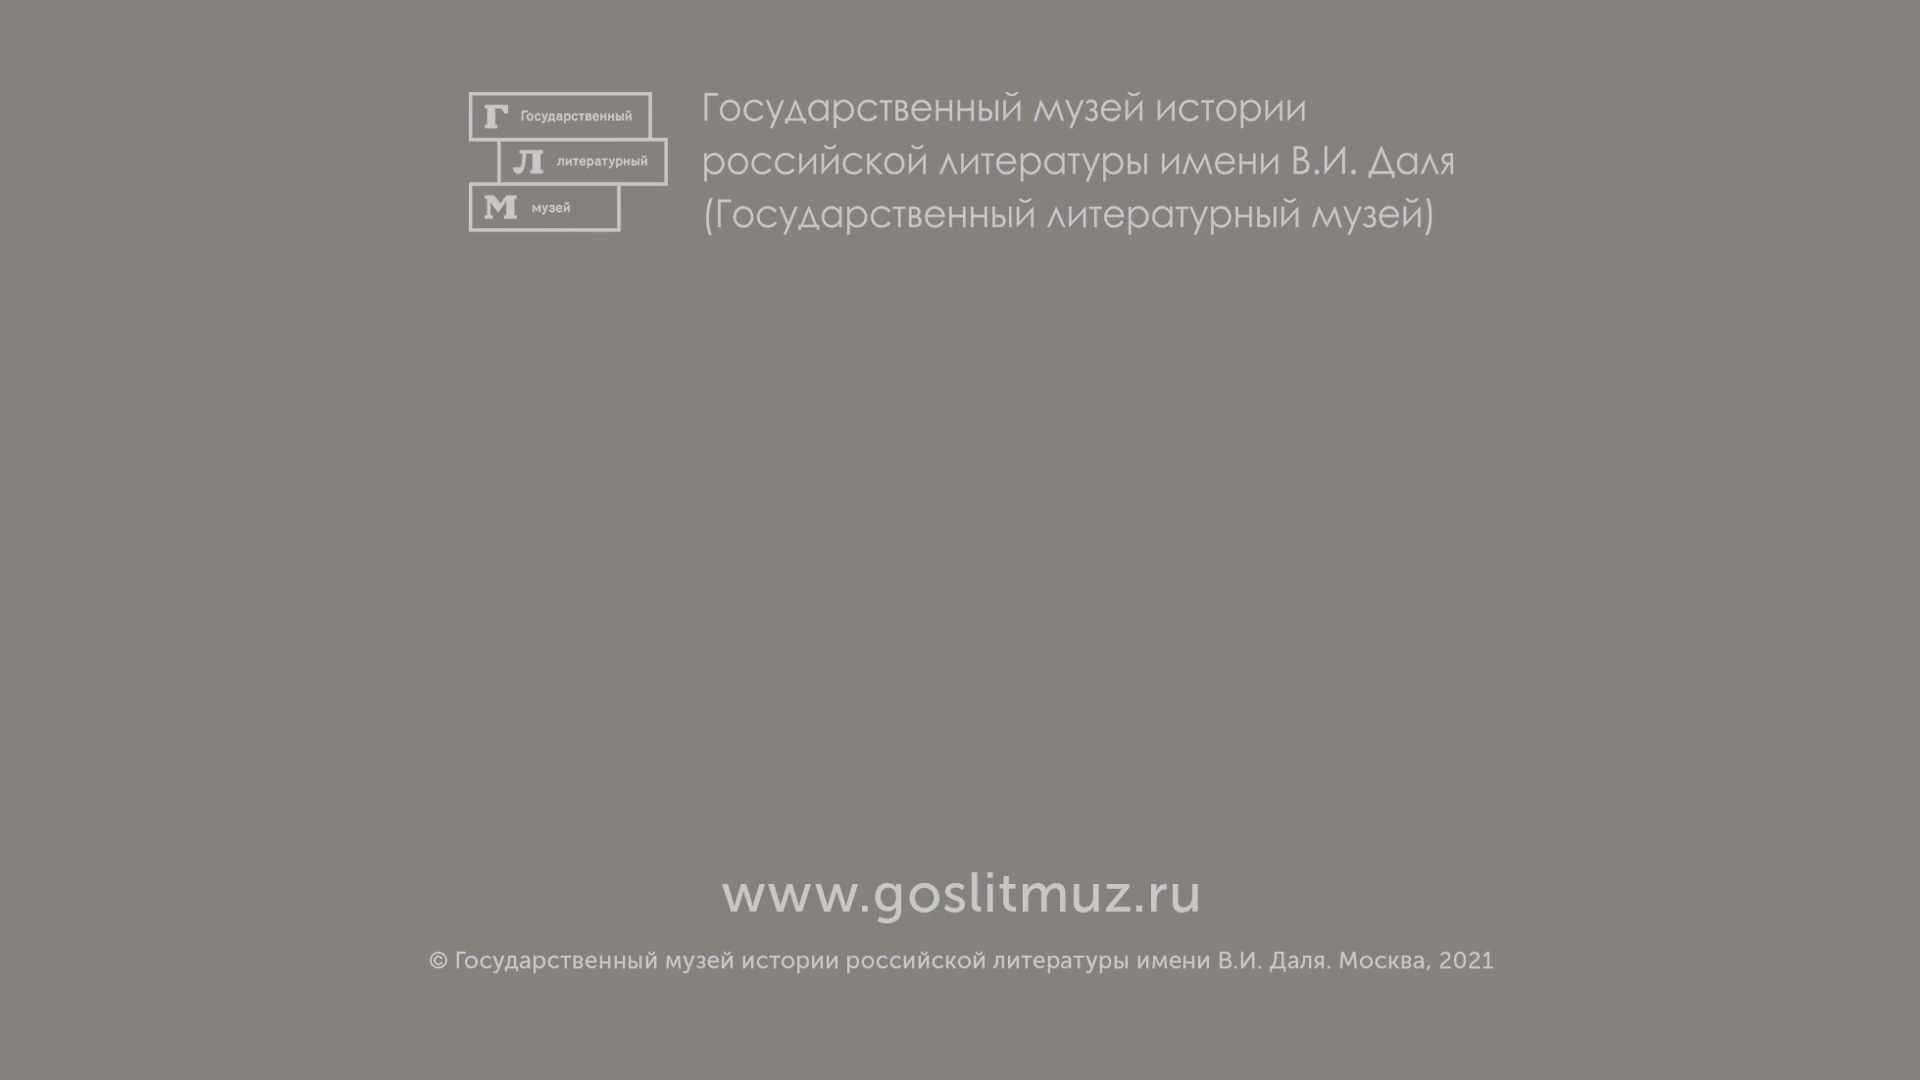 Г Государственный
Л литературный
М музей
Государственный музей истории
российской литературы имени В.И. Даля
(Государственный литературный музей)
www.goslitmuz.ru
© Государственный музей истории российской литературы имени В.И. Даля. Москва, 2021